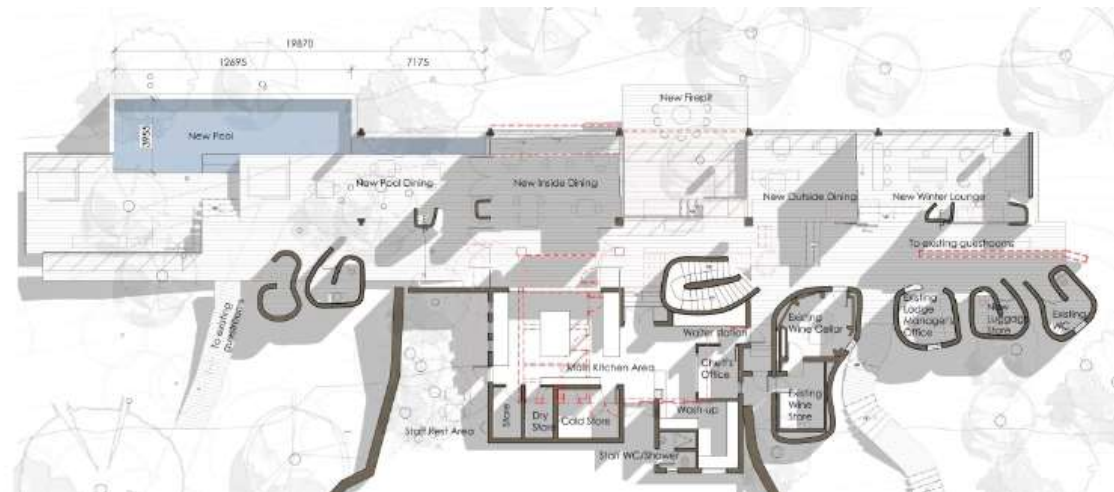 19870
12695
7175
New Firepit
3955
New Pool
New Pool Dining
New Inside Dining
New Outside Dining
New Winter Lounge
To existing guestrooms
To existing
guestrooms
Existing
Lodge
Manager's
Office
New
Luggage
Store
Existing
WC
Existing
Wine Cellar
Waiter station
Chef's
Office
Main Kitchen Area
Existing
Wine
Store
Store
Dry
Store
Cold Store
Wash-up
Staff Rest Area
Staff WC/Shower